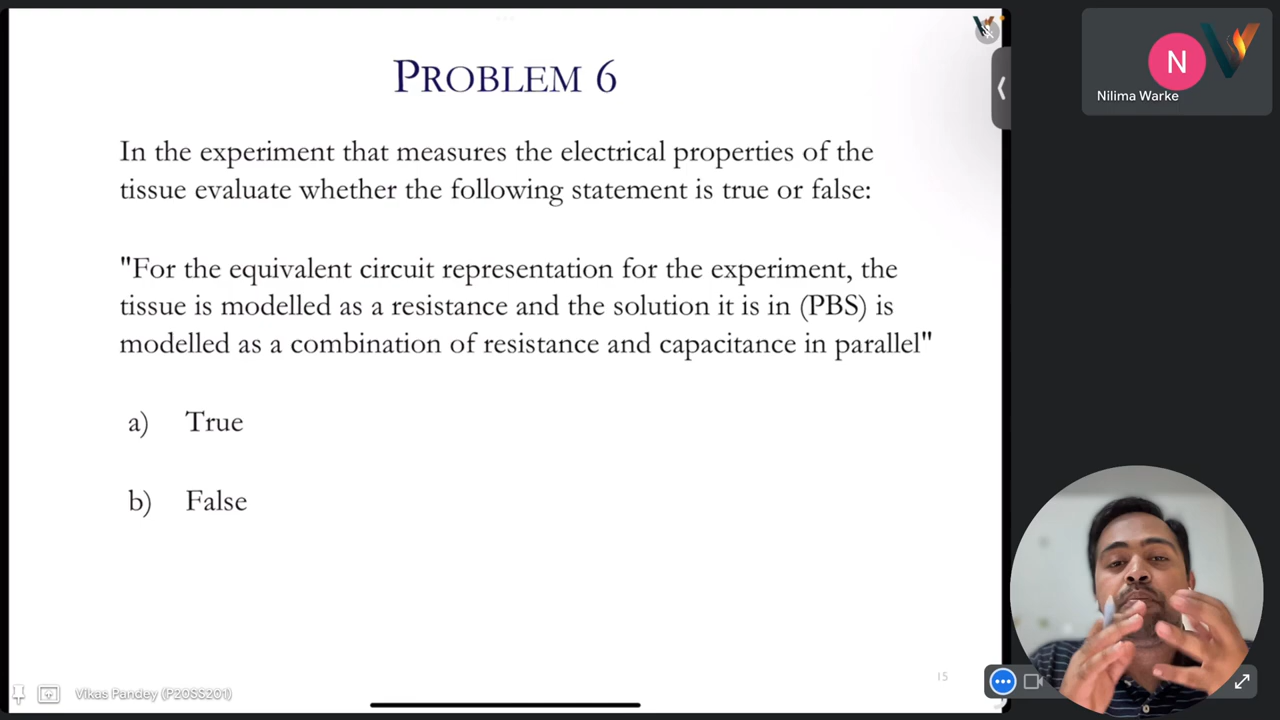 PROBLEM 6
In the experiment that measures the electrical properties of the
tissue evaluate whether the following statement is true or false:
"For the equivalent circuit representation for the experiment, the
tissue is modelled as a resistance and the solution it is in (PBS) is
modelled as a combination of resistance and capacitance in parallel"
a) True
b) False
15
Vikas Pandey (P20SS201)
N
Nilima Warke